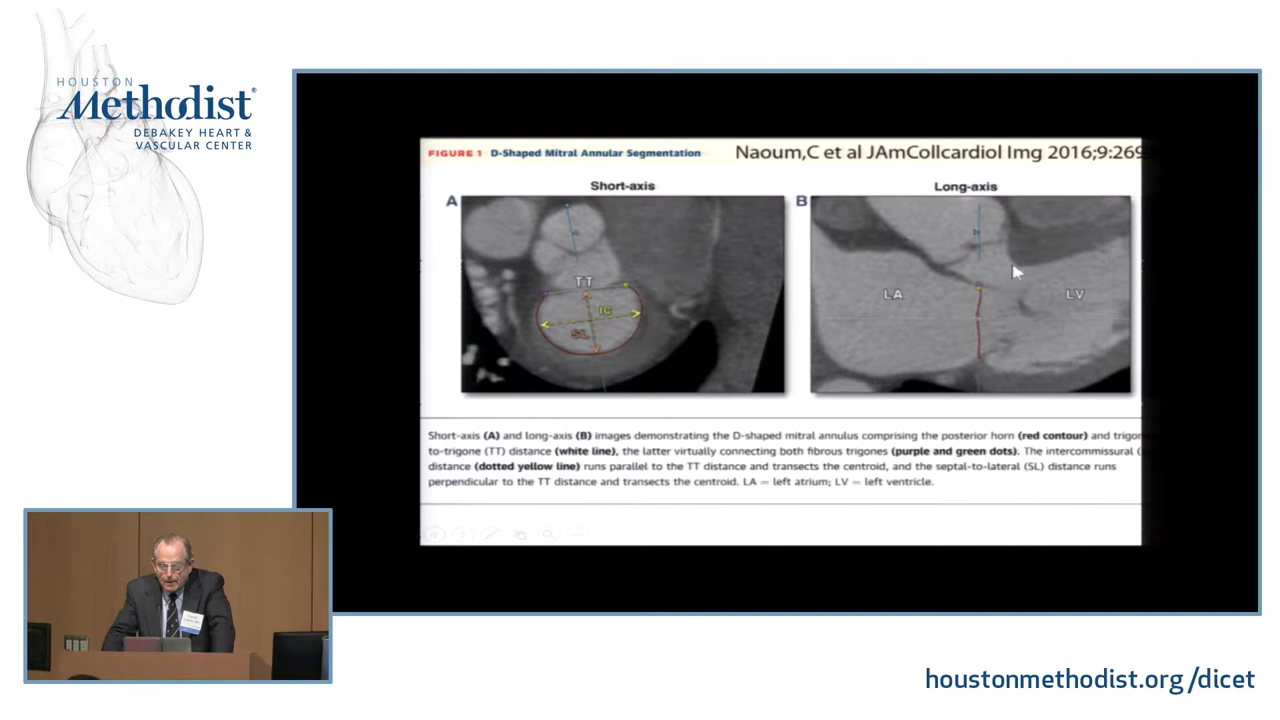 HOUSTON
Methodist®
DEBAKEY HEART &
VASCULAR CENTER
FIGURE 1 D-Shaped Mitral Annular Segmentation
Naoum,C et al JAmCollcardiol Img 2016;9:269
Short-axis
Long-axis
A
B
TT
IC
SL
LA
LV
Short-axis (A) and long-axis (B) images demonstrating the D-shaped mitral annulus comprising the posterior horn (red contour) and trigon
to-trigone (TT) distance (white line), the latter virtually connecting both fibrous trigones (purple and green dots). The intercommissural (
distance (dotted yellow line) runs parallel to the TT distance and transects the centroid, and the septal-to-lateral (SL) distance runs
perpendicular to the TT distance and transects the centroid. LA = left atrium; LV = left ventricle.
houstonmethodist.org/dicet